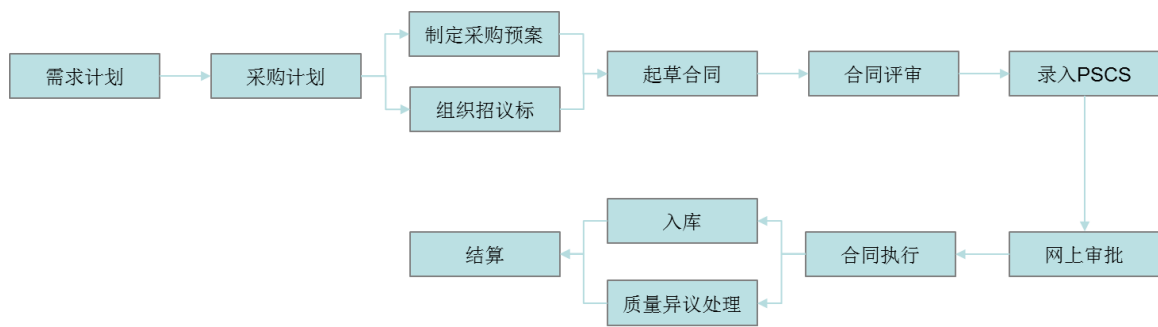 制定采购预案
需求计划
采购计划
起草合同
合同评审
录入PSCS
组织招议标
入库
结算
合同执行
网上审批
质量异议处理